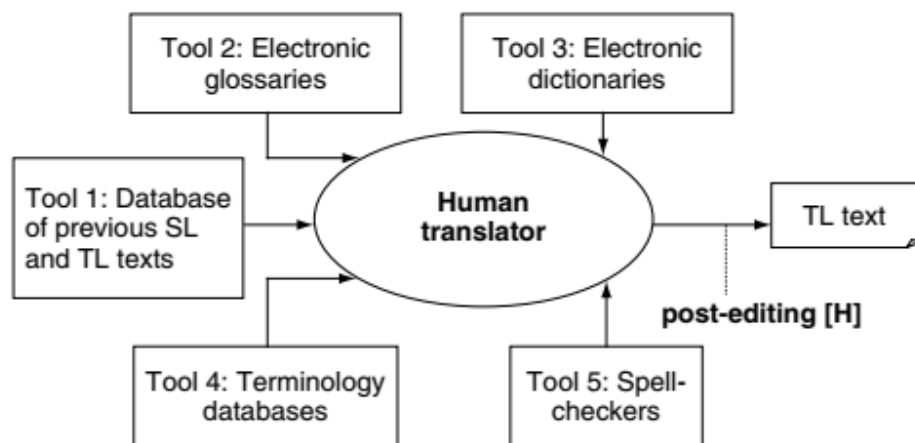 Tool 2: Electronic
glossaries
Tool 3: Electronic
dictionaries
Tool 1: Database
of previous SL
and TL texts
Human
translator
TL text
post-editing [H]
Tool 4: Terminology
databases
Tool 5: Spell-
checkers